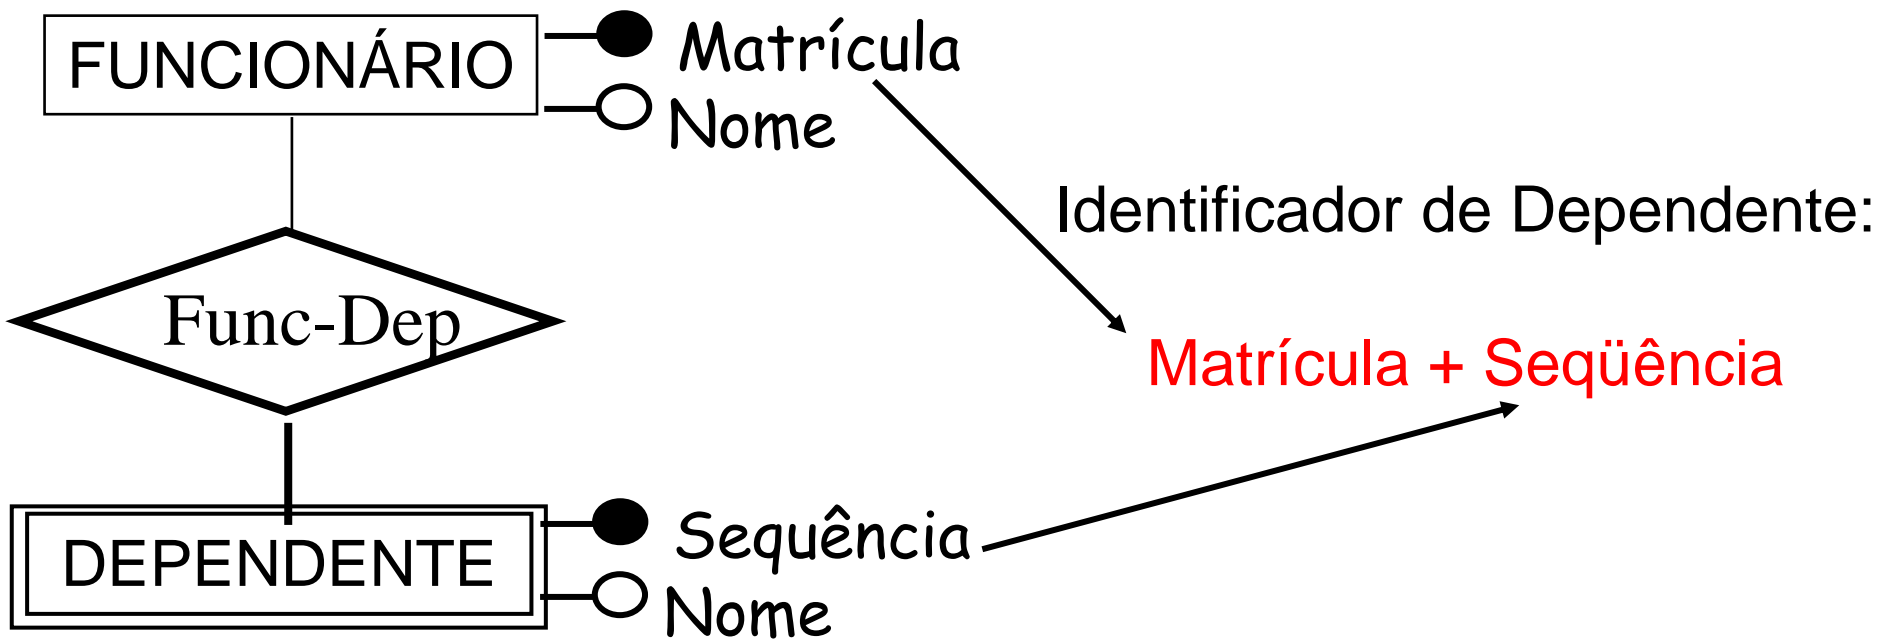 FUNCIONÁRIO
Matrícula
Nome
Identificador de Dependente:
Func-Dep
Matrícula + Seqüência
DEPENDENTE
Sequência
Nome